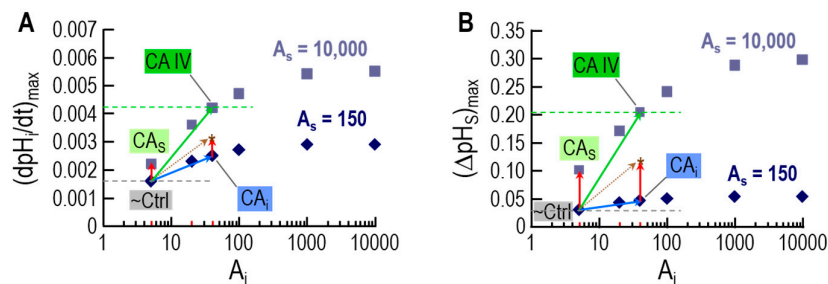 A
(dpHi/dt)max
0.007
0.006
0.005
0.004
0.003
0.002
0.001
0
As = 10,000
CA IV
CAS
As = 150
~Ctrl
CAi
1
10
100
1000
10000
Ai
B
(ΔpHS)max
0.35
0.30
0.25
0.20
0.15
0.10
0.05
0.00
As = 10,000
CA IV
CAS
CAi
As = 150
~Ctrl
1
10
100
1000
10000
Ai